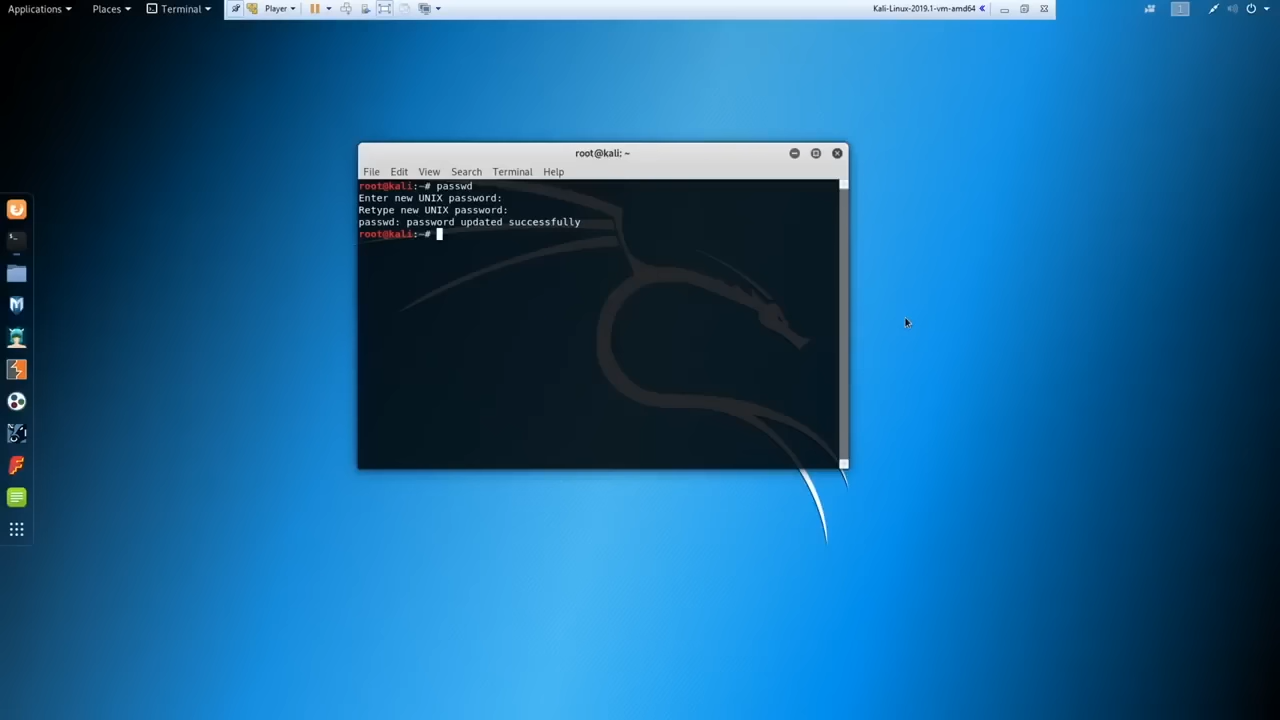 Applications Places Terminal Player Kali-Linux-2019.1-vm-amd64 1
root@kali: ~
File Edit View Search Terminal Help
root@kali:~# passwd
Enter new UNIX password:
Retype new UNIX password:
passwd: password updated successfully
root@kali:~#